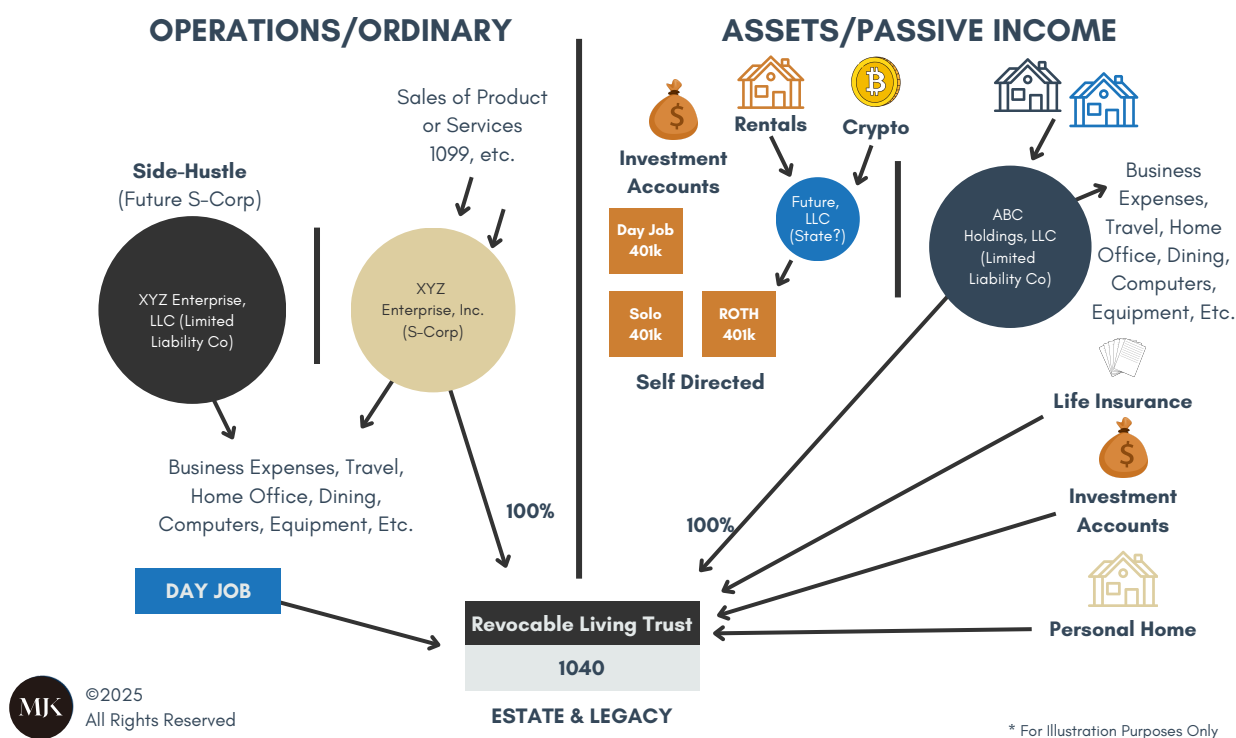 OPERATIONS/ORDINARY
Sales of Product
or Services
1099, etc.
Side-Hustle
(Future S-Corp)
XYZ Enterprise,
LLC (Limited
Liability Co)
XYZ
Enterprise, Inc.
(S-Corp)
Business Expenses, Travel,
Home Office, Dining,
Computers, Equipment, Etc.
100%
DAY JOB
ASSETS/PASSIVE INCOME
Investment
Accounts
Rentals
Crypto
Day Job
401k
Future,
LLC
(State?)
Solo
401k
ROTH
401k
Self Directed
ABC
Holdings, LLC
(Limited
Liability Co)
Business
Expenses,
Travel, Home
Office, Dining,
Computers,
Equipment, Etc.
Life Insurance
100%
Investment
Accounts
Personal Home
Revocable Living Trust
1040
ESTATE & LEGACY
MJK
©2025
All Rights Reserved
* For Illustration Purposes Only